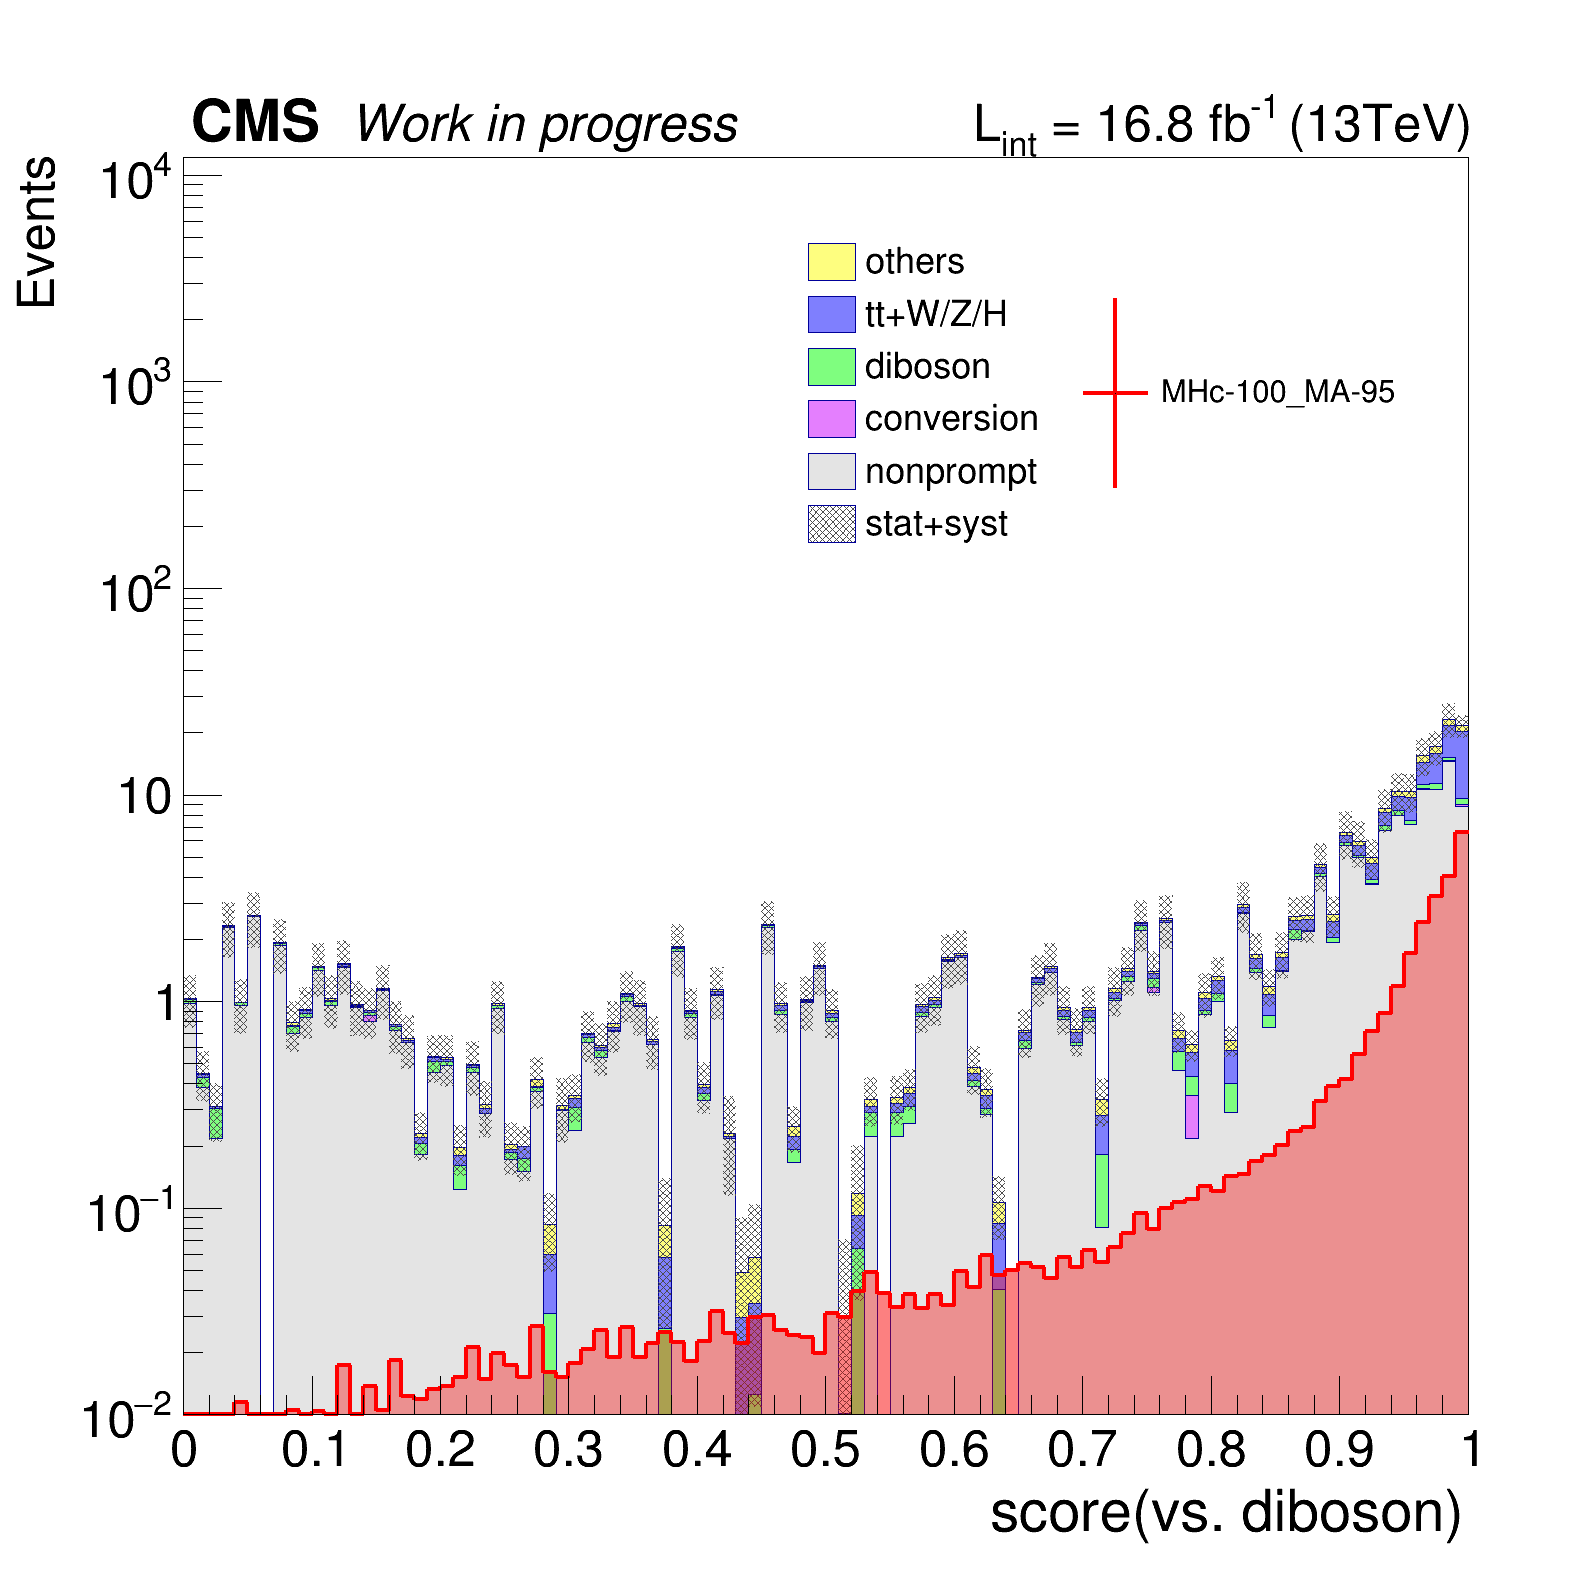 CMS Work in progress L_int = 16.8 fb^-1 (13TeV)
Events
10^4
10^3
10^2
10
1
10^−1
10^−2
others
tt+W/Z/H
diboson
conversion
nonprompt
stat+syst
MHc-100_MA-95
0 0.1 0.2 0.3 0.4 0.5 0.6 0.7 0.8 0.9 1
score(vs. diboson)